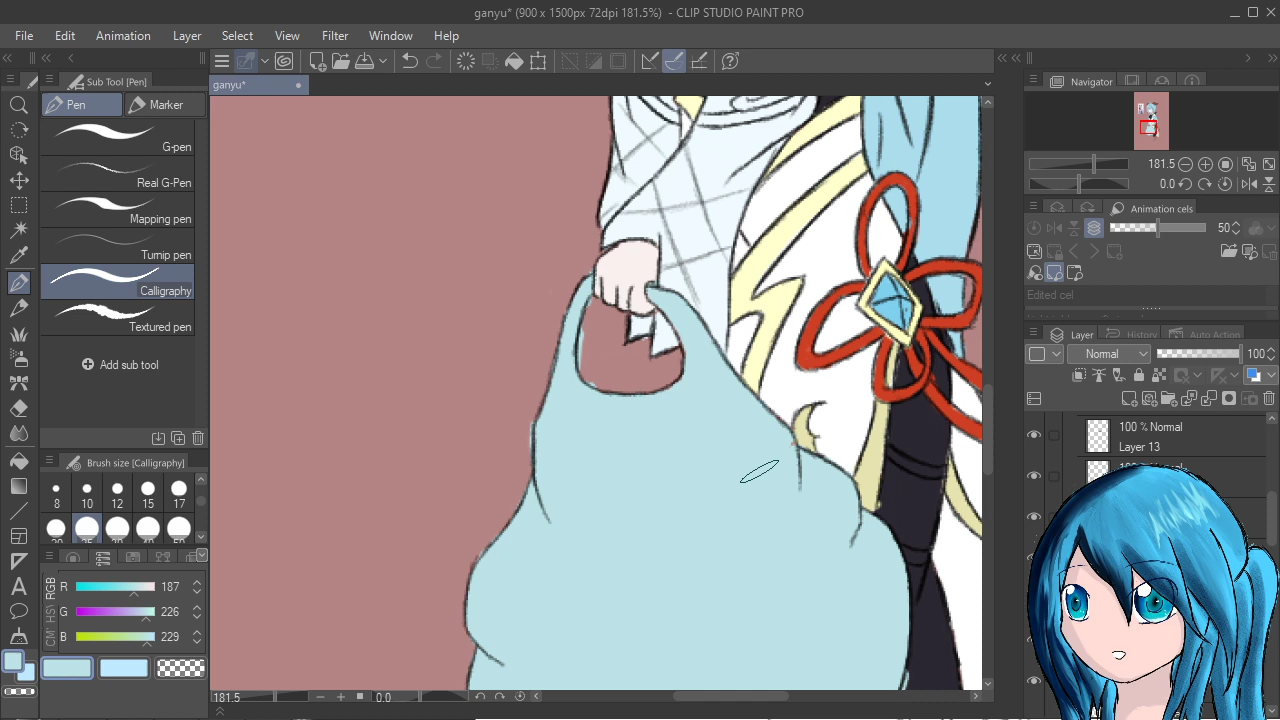 ganyu* (900 x 1500px 72dpi 181.5%) - CLIP STUDIO PAINT PRO
File Edit Animation Layer Select View Filter Window Help
Sub Tool [Pen]
Pen Marker
G-pen
Real G-Pen
Mapping pen
Turnip pen
Calligraphy
Textured pen
Add sub tool
Brush size [Calligraphy]
8 10 12 15 17
RGB
R 187
G 226
B 229
ganyu*
181.5 0.0
Navigator
181.5
0.0
Animation cels
50
Edited cel
Layer History Auto Action
Normal 100
100 % Normal
Layer 13